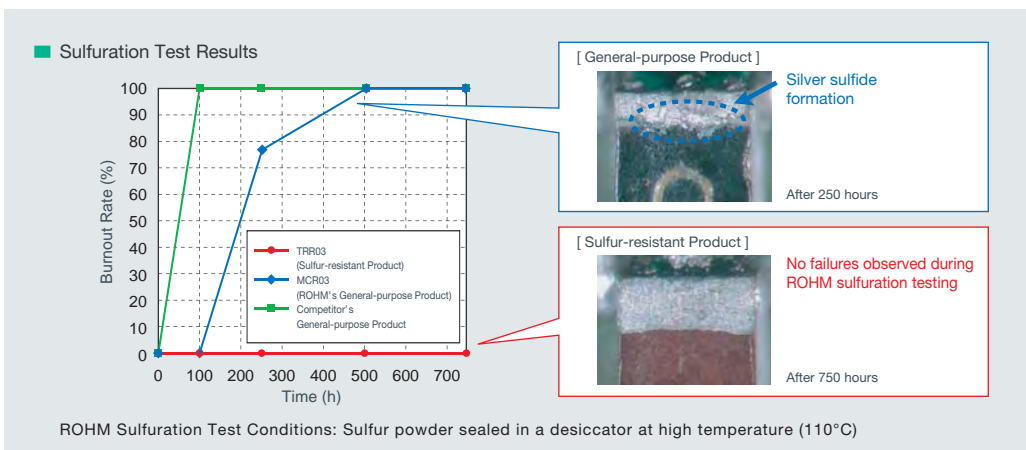 Sulfuration Test Results
Burnout Rate (%)
100
90
80
70
60
50
40
30
20
10
0
0 100 200 300 400 500 600 700
Time (h)
TRR03
(Sulfur-resistant Product)
MCR03
(ROHM's General-purpose Product)
Competitor's
General-purpose Product
[ General-purpose Product ]
Silver sulfide
formation
After 250 hours
[ Sulfur-resistant Product ]
No failures observed during
ROHM sulfuration testing
After 750 hours
ROHM Sulfuration Test Conditions: Sulfur powder sealed in a desiccator at high temperature (110°C)